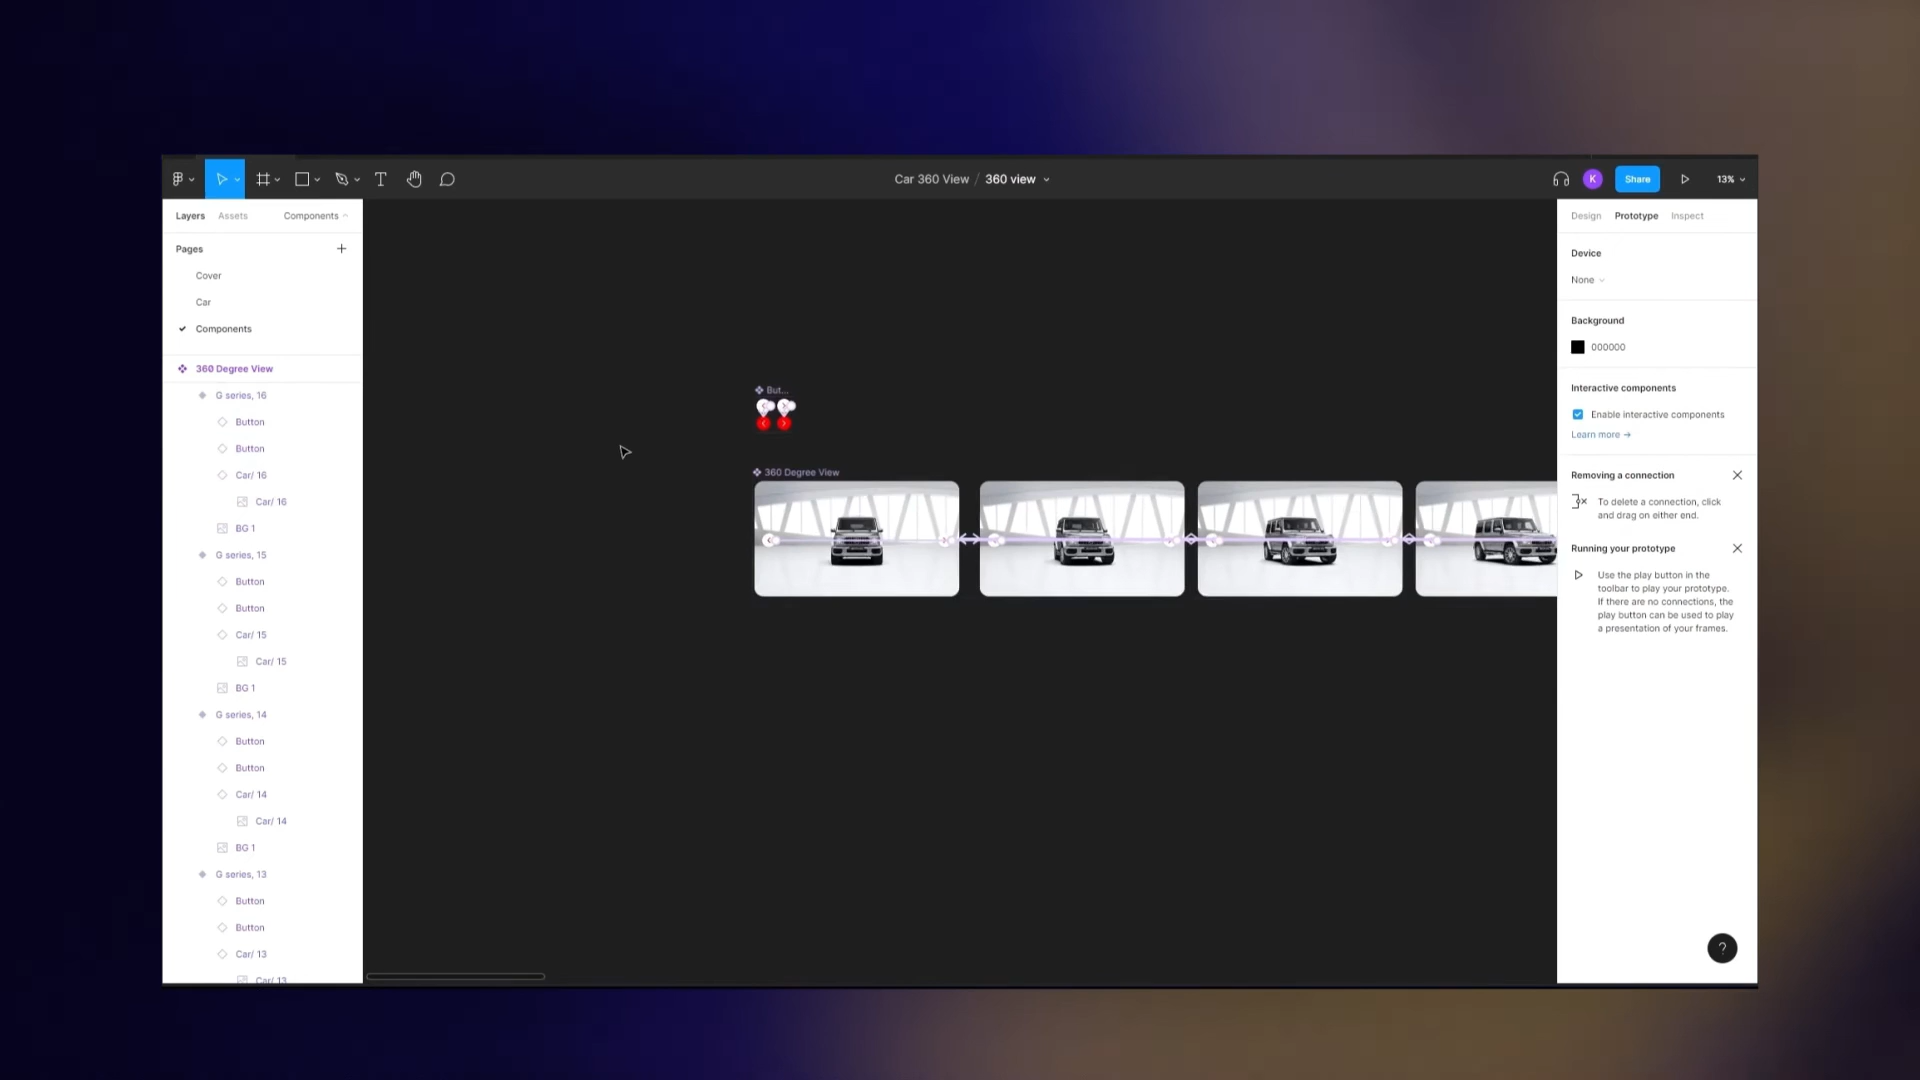 Car 360 View / 360 view
K
Share
13%
Layers
Assets
Components
Pages
Cover
Car
Components
360 Degree View
G series, 16
Button
Button
Car/ 16
Car/ 16
BG 1
G series, 15
Button
Button
Car/ 15
Car/ 15
BG 1
G series, 14
Button
Button
Car/ 14
Car/ 14
BG 1
G series, 13
Button
Button
Car/ 13
Car/ 13
But...
360 Degree View
Design
Prototype
Inspect
Device
None
Background
000000
Interactive components
Enable interactive components
Learn more →
Removing a connection
To delete a connection, click
and drag on either end.
Running your prototype
Use the play button in the
toolbar to play your prototype.
If there are no connections, the
play button can be used to play
a presentation of your frames.
?